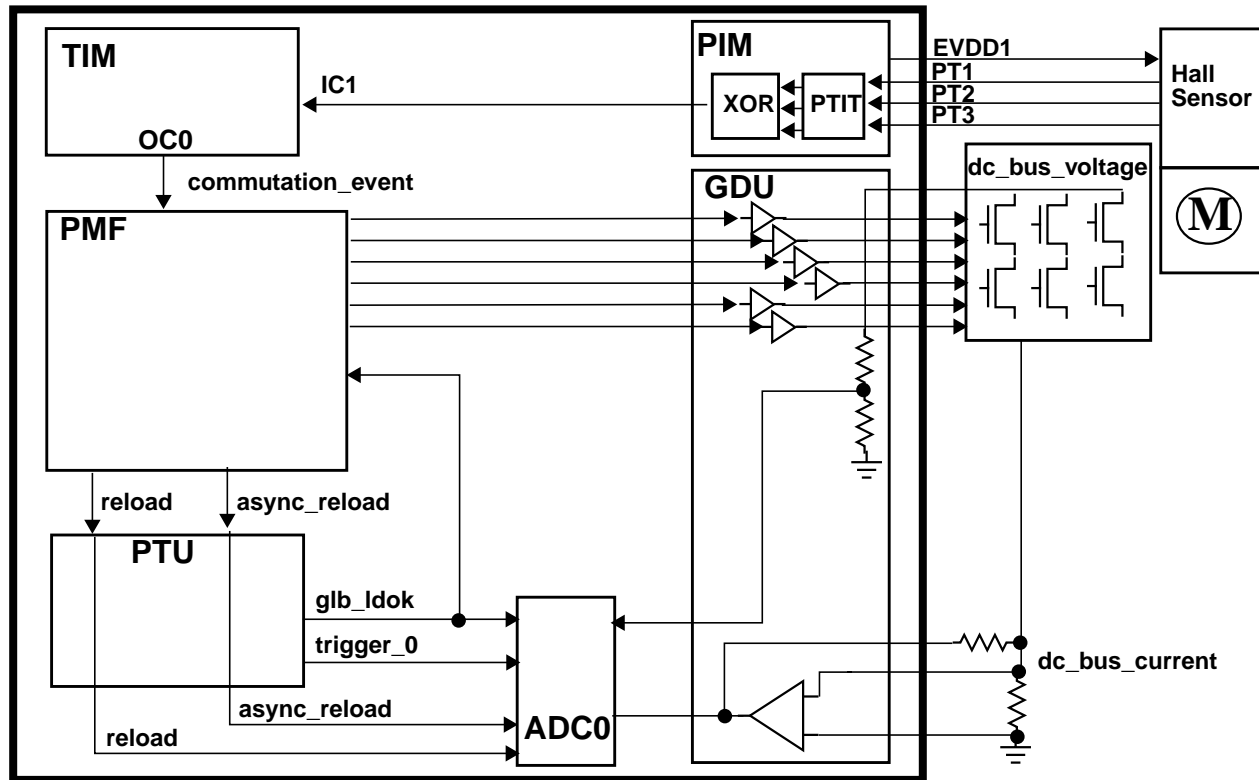 TIM
IC1
OC0
commutation_event
PIM
XOR
PTIT
EVDD1
PT1
PT2
PT3
Hall
Sensor
M
GDU
dc_bus_voltage
PMF
reload
async_reload
PTU
glb_ldok
trigger_0
async_reload
reload
ADC0
dc_bus_current